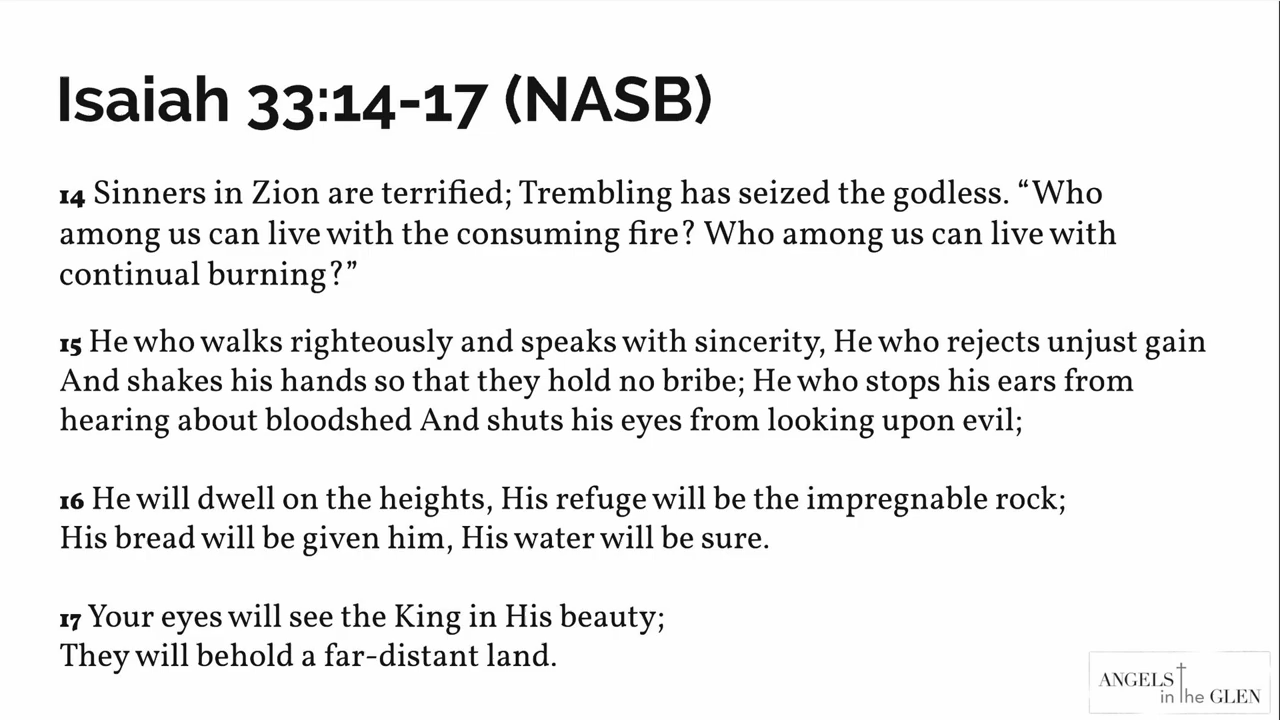 Isaiah 33:14-17 (NASB)
14 Sinners in Zion are terrified; Trembling has seized the godless. “Who
among us can live with the consuming fire? Who among us can live with
continual burning?”
15 He who walks righteously and speaks with sincerity, He who rejects unjust gain
And shakes his hands so that they hold no bribe; He who stops his ears from
hearing about bloodshed And shuts his eyes from looking upon evil;
16 He will dwell on the heights, His refuge will be the impregnable rock;
His bread will be given him, His water will be sure.
17 Your eyes will see the King in His beauty;
They will behold a far-distant land.
ANGELS
in the GLEN